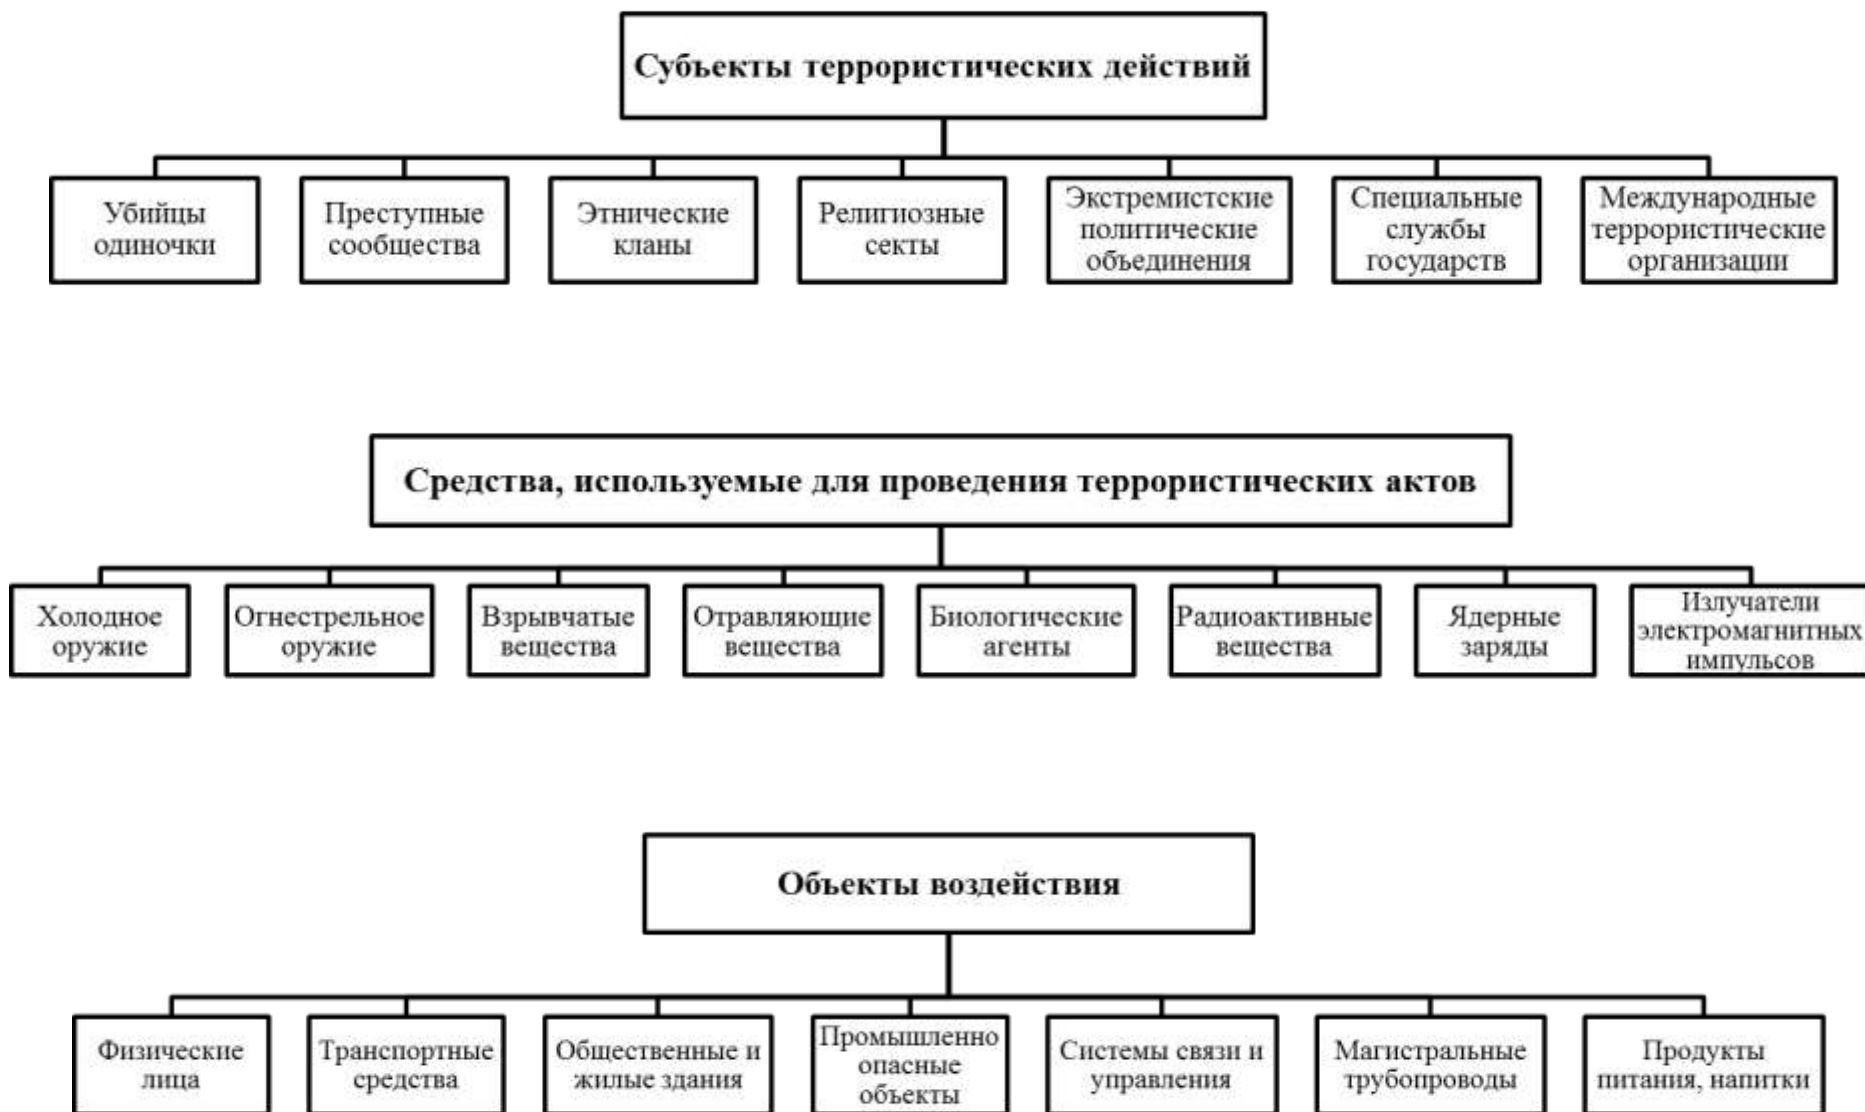 Субъекты террористических действий
Убийцы
одиночки
Преступные
сообщества
Этнические
кланы
Религиозные
секты
Экстремистские
политические
объединения
Специальные
службы
государств
Международные
террористические
организации
Средства, используемые для проведения террористических актов
Холодное
оружие
Огнестрельное
оружие
Взрывчатые
вещества
Отравляющие
вещества
Биологические
агенты
Радиоактивные
вещества
Ядерные
заряды
Излучатели
электромагнитных
импульсов
Объекты воздействия
Физические
лица
Транспортные
средства
Общественные и
жилые здания
Промышленно
опасные
объекты
Системы связи и
управления
Магистральные
трубопроводы
Продукты
питания, напитки